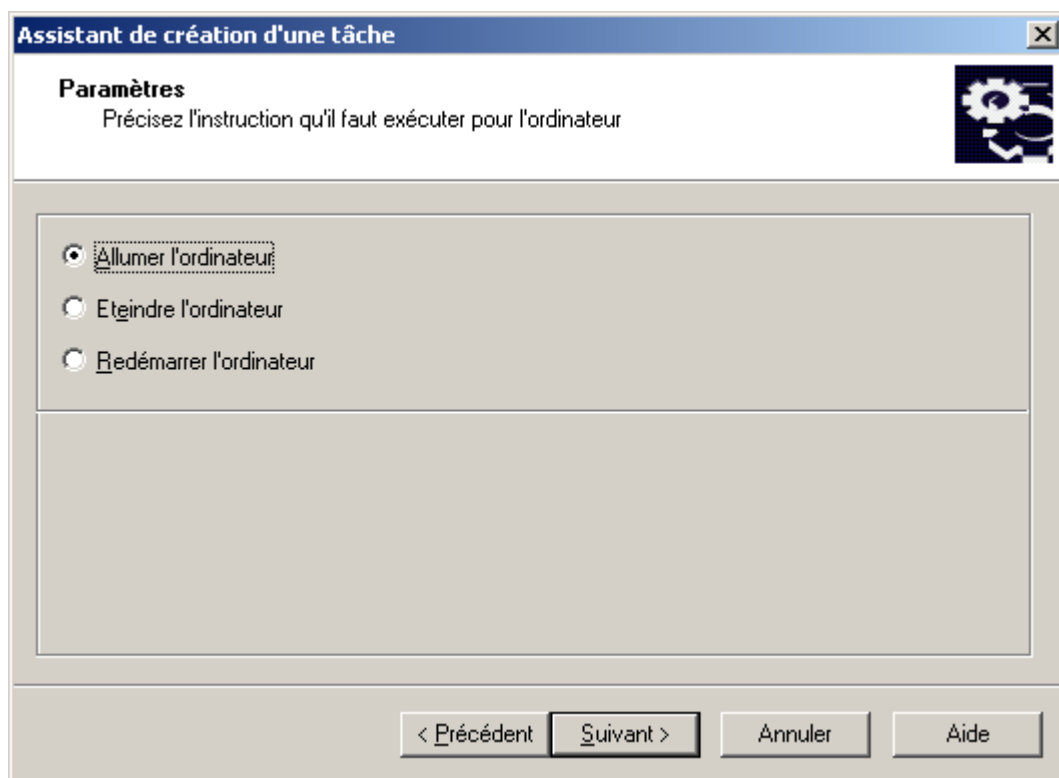 Assistant de création d'une tâche
Paramètres
Précisez l'instruction qu'il faut exécuter pour l'ordinateur
Allumer l'ordinateur
Eteindre l'ordinateur
Redémarrer l'ordinateur
< Précédent
Suivant >
Annuler
Aide